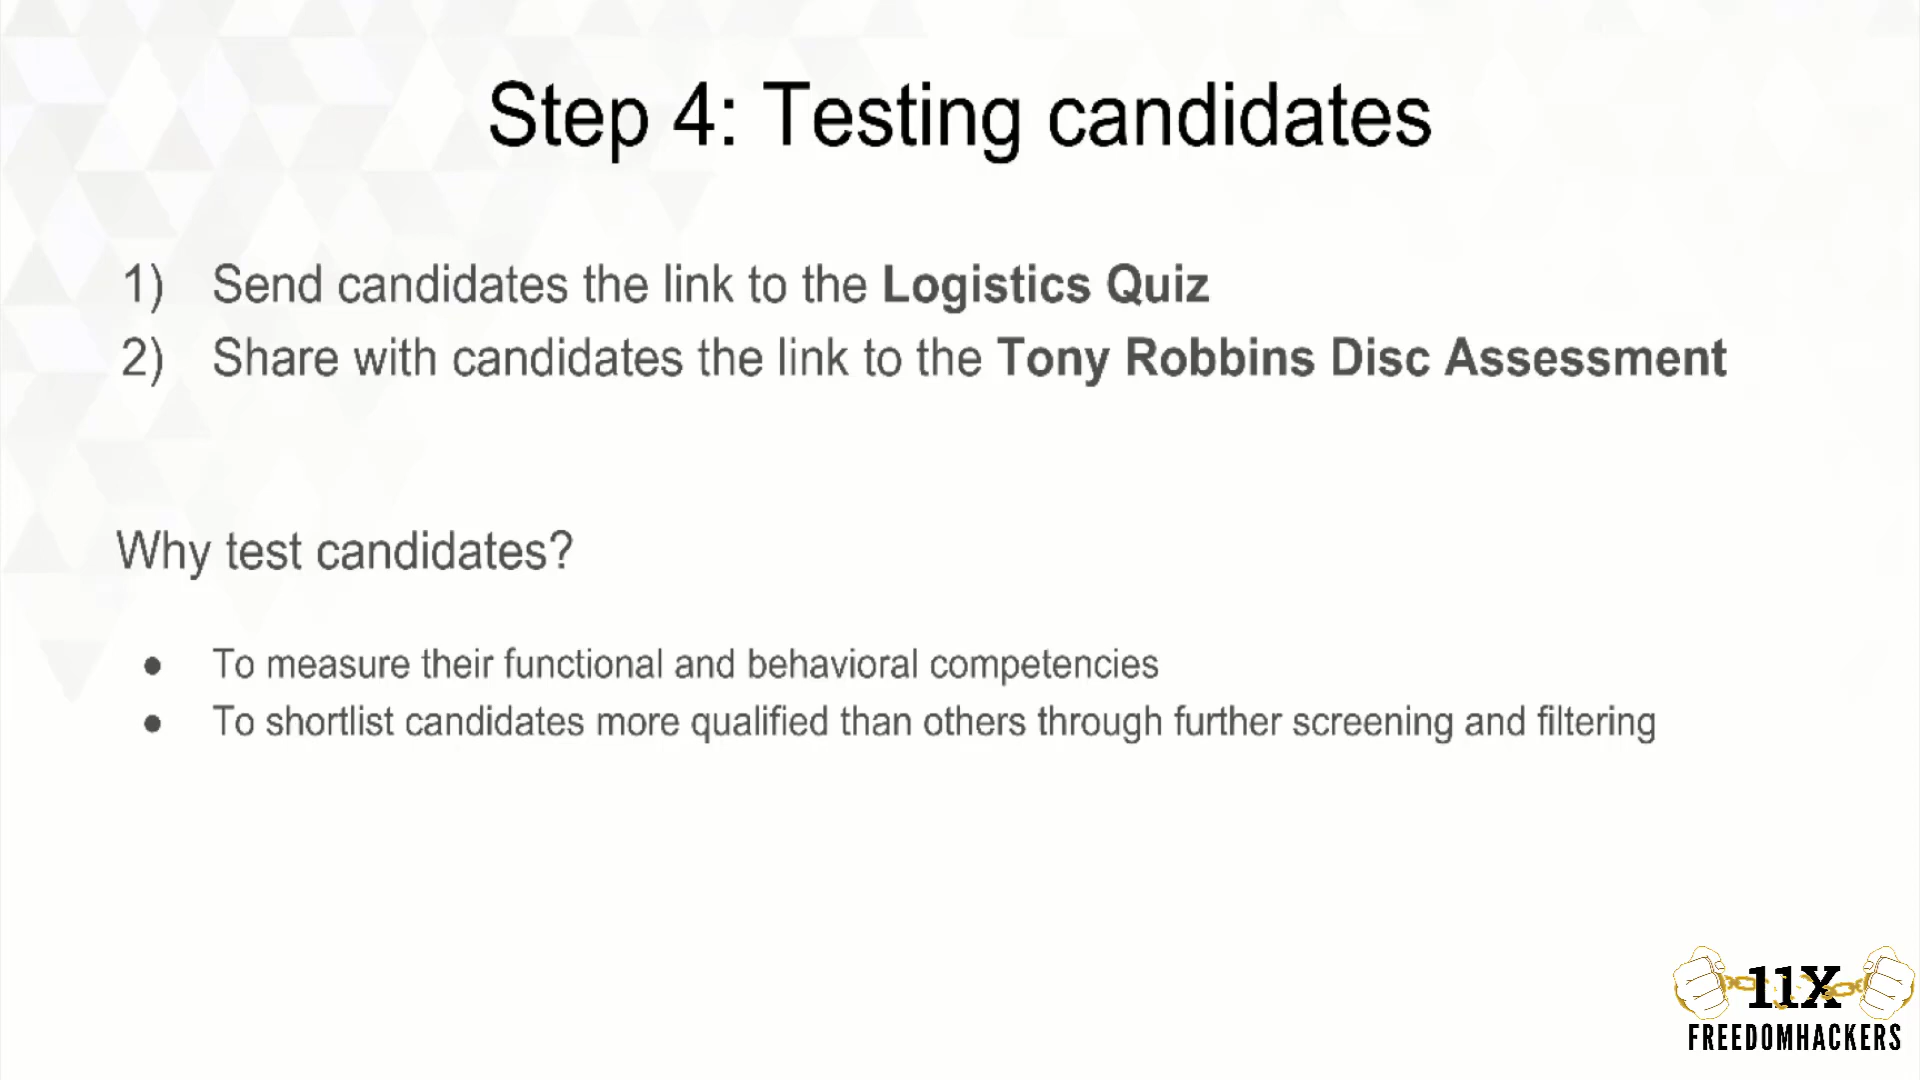 Step 4: Testing candidates
1) Send candidates the link to the Logistics Quiz
2) Share with candidates the link to the Tony Robbins Disc Assessment
Why test candidates?
● To measure their functional and behavioral competencies
● To shortlist candidates more qualified than others through further screening and filtering
11X
FREEDOMHACKERS